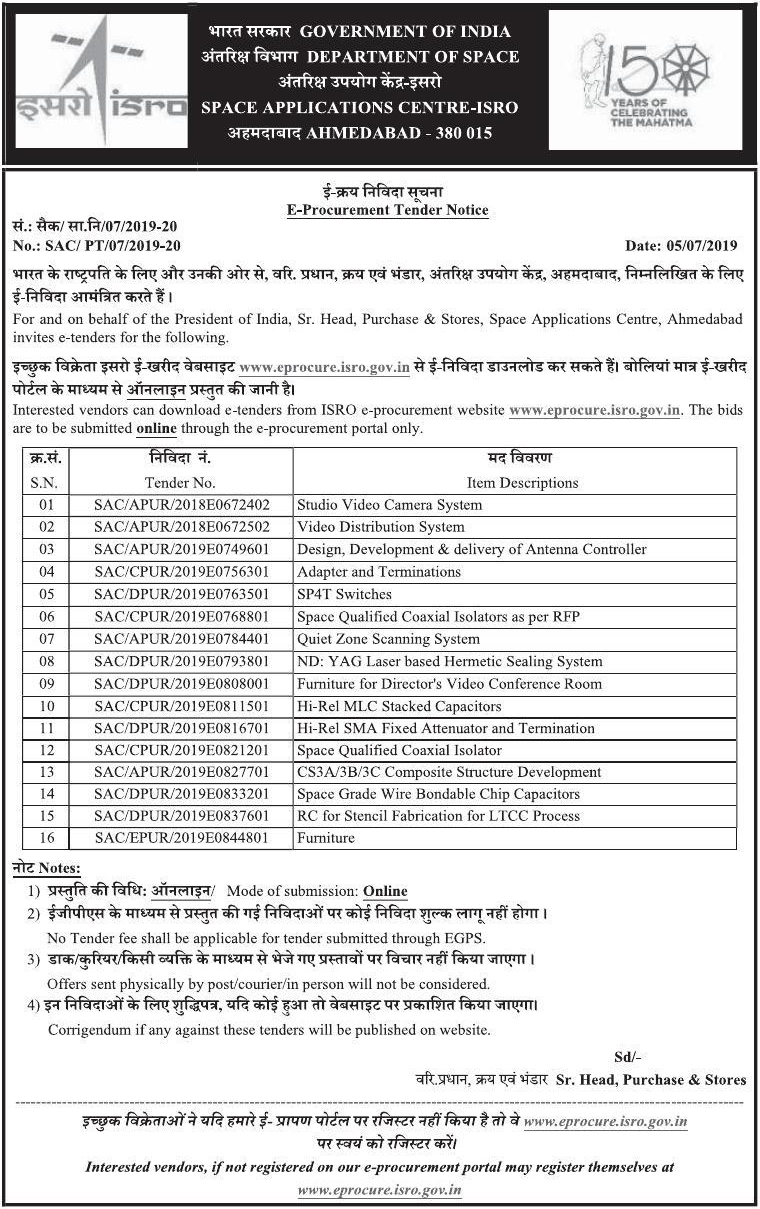 भारत सरकार GOVERNMENT OF INDIA
अंतरिक्ष विभाग DEPARTMENT OF SPACE
अंतरिक्ष उपयोग केंद्र-इसरो
SPACE APPLICATIONS CENTRE-ISRO
अहमदाबाद AHMEDABAD - 380 015
इसरो isro
150
YEARS OF
CELEBRATING
THE MAHATMA
ई-क्रय निविदा सूचना
E-Procurement Tender Notice
सं.: सैक/ सा.नि/07/2019-20
No.: SAC/ PT/07/2019-20 Date: 05/07/2019
भारत के राष्ट्रपति के लिए और उनकी ओर से, वरि. प्रधान, क्रय एवं भंडार, अंतरिक्ष उपयोग केंद्र, अहमदाबाद, निम्नलिखित के लिए
ई-निविदा आमंत्रित करते हैं।
For and on behalf of the President of India, Sr. Head, Purchase & Stores, Space Applications Centre, Ahmedabad
invites e-tenders for the following.
इच्छुक विक्रेता इसरो ई-खरीद वेबसाइट www.eprocure.isro.gov.in से ई-निविदा डाउनलोड कर सकते हैं। बोलियां मात्र ई-खरीद
पोर्टल के माध्यम से ऑनलाइन प्रस्तुत की जानी है।
Interested vendors can download e-tenders from ISRO e-procurement website www.eprocure.isro.gov.in. The bids
are to be submitted online through the e-procurement portal only.
क्र.सं. निविदा नं. मद विवरण
S.N. Tender No. Item Descriptions
01 SAC/APUR/2018E0672402 Studio Video Camera System
02 SAC/APUR/2018E0672502 Video Distribution System
03 SAC/APUR/2019E0749601 Design, Development & delivery of Antenna Controller
04 SAC/CPUR/2019E0756301 Adapter and Terminations
05 SAC/DPUR/2019E0763501 SP4T Switches
06 SAC/CPUR/2019E0768801 Space Qualified Coaxial Isolators as per RFP
07 SAC/APUR/2019E0784401 Quiet Zone Scanning System
08 SAC/DPUR/2019E0793801 ND: YAG Laser based Hermetic Sealing System
09 SAC/DPUR/2019E0808001 Furniture for Director's Video Conference Room
10 SAC/CPUR/2019E0811501 Hi-Rel MLC Stacked Capacitors
11 SAC/DPUR/2019E0816701 Hi-Rel SMA Fixed Attenuator and Termination
12 SAC/CPUR/2019E0821201 Space Qualified Coaxial Isolator
13 SAC/APUR/2019E0827701 CS3A/3B/3C Composite Structure Development
14 SAC/DPUR/2019E0833201 Space Grade Wire Bondable Chip Capacitors
15 SAC/DPUR/2019E0837601 RC for Stencil Fabrication for LTCC Process
16 SAC/EPUR/2019E0844801 Furniture
नोट Notes:
1) प्रस्तुति की विधि: ऑनलाइन/ Mode of submission: Online
2) ईजीपीएस के माध्यम से प्रस्तुत की गई निविदाओं पर कोई निविदा शुल्क लागू नहीं होगा।
No Tender fee shall be applicable for tender submitted through EGPS.
3) डाक/कुरियर/किसी व्यक्ति के माध्यम से भेजे गए प्रस्तावों पर विचार नहीं किया जाएगा।
Offers sent physically by post/courier/in person will not be considered.
4) इन निविदाओं के लिए शुद्धिपत्र, यदि कोई हुआ तो वेबसाइट पर प्रकाशित किया जाएगा।
Corrigendum if any against these tenders will be published on website.
Sd/-
वरि.प्रधान, क्रय एवं भंडार Sr. Head, Purchase & Stores
इच्छुक विक्रेताओं ने यदि हमारे ई- प्रापण पोर्टल पर रजिस्टर नहीं किया है तो वे www.eprocure.isro.gov.in
पर स्वयं को रजिस्टर करें।
Interested vendors, if not registered on our e-procurement portal may register themselves at
www.eprocure.isro.gov.in